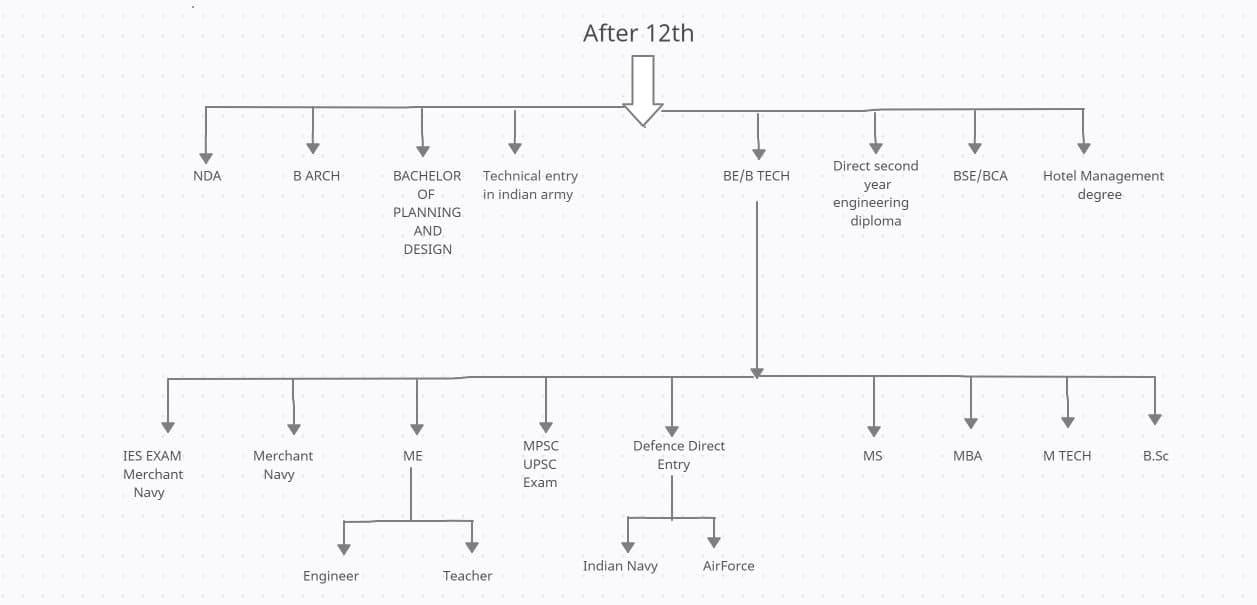 After 12th
NDA
B ARCH
BACHELOR
OF
PLANNING
AND
DESIGN
Technical entry
in indian army
BE/B TECH
Direct second
year
engineering
diploma
BSE/BCA
Hotel Management
degree
IES EXAM
Merchant
Navy
Merchant
Navy
ME
MPSC
UPSC
Exam
Defence Direct
Entry
MS
MBA
M TECH
B.Sc
Engineer
Teacher
Indian Navy
AirForce